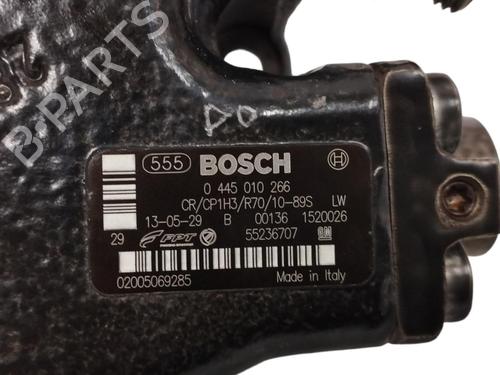 B-PARTS
555 BOSCH
0 445 010 266
CR/CP1H3/R70/10-89S LW
13-05-29 B 00136 1520026
29 FPT 55236707 GM
02005069285 Made in Italy